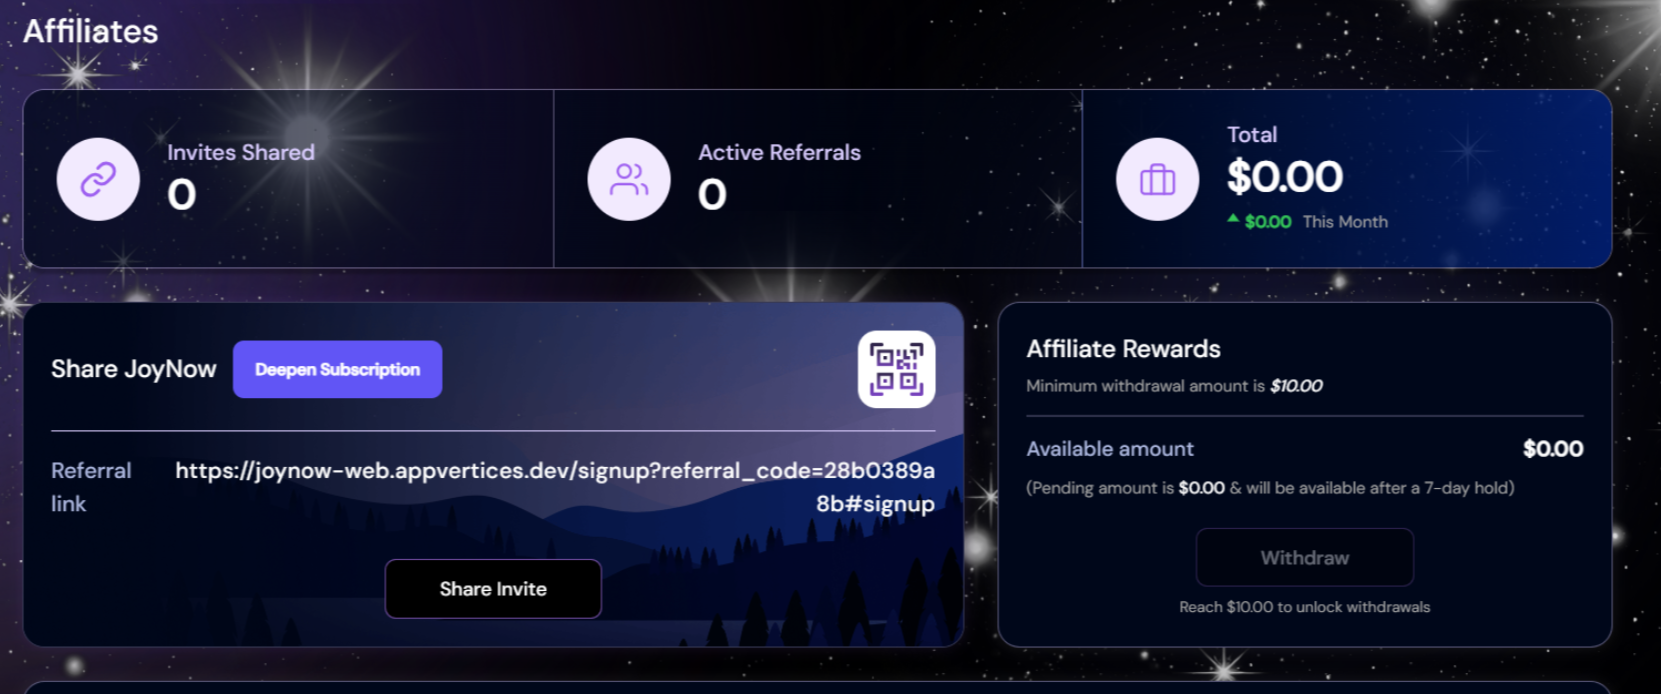 Affiliates
Invites Shared
0
Active Referrals
0
Total
$0.00
$0.00 This Month
Share JoyNow
Deepen Subscription
Referral link
https://joynow-web.appvertices.dev/signup?referral_code=28b0389a
8b#signup
Share Invite
Affiliate Rewards
Minimum withdrawal amount is $10.00
Available amount
$0.00
(Pending amount is $0.00 & will be available after a 7-day hold)
Withdraw
Reach $10.00 to unlock withdrawals